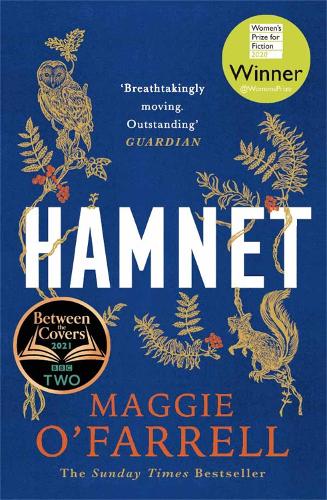 Women's
Prize for
Fiction
2020
Winner
@WomensPrize
'Breathtakingly
moving.
Outstanding'
GUARDIAN
HAMNET
Between
the
Covers
2021
BBC
TWO
MAGGIE
O'FARRELL
The Sunday Times Bestseller